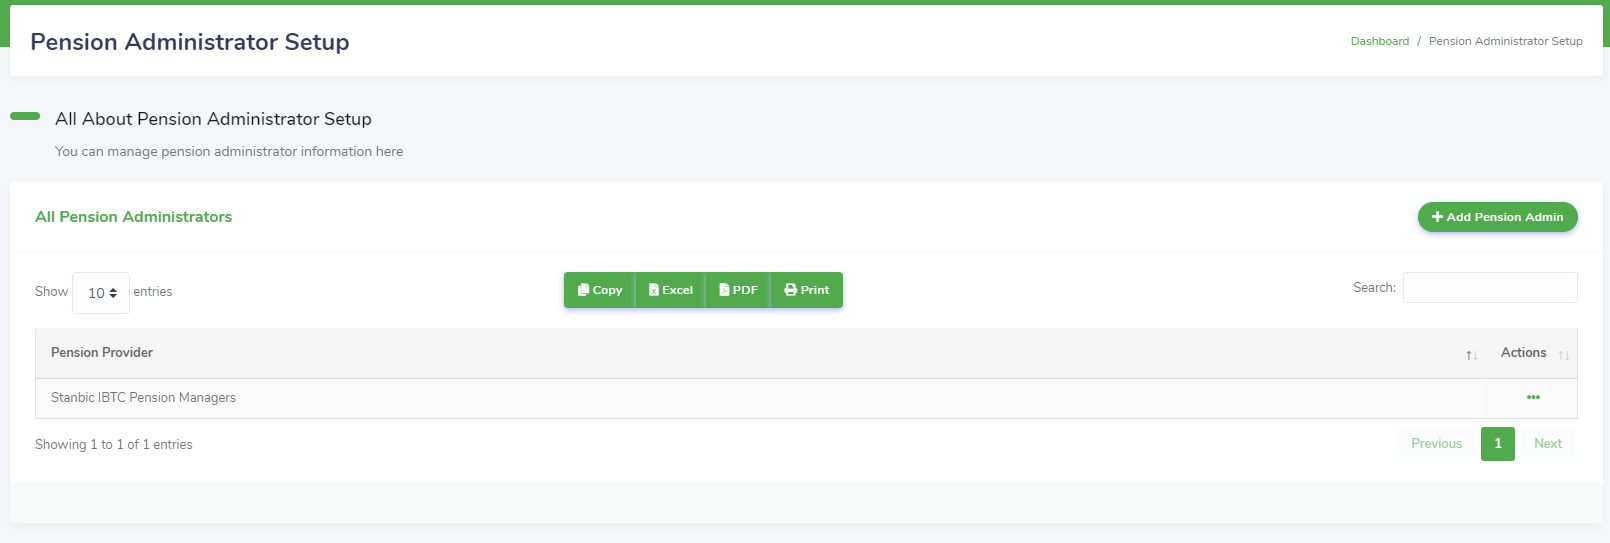 Pension Administrator Setup
Dashboard / Pension Administrator Setup
All About Pension Administrator Setup
You can manage pension administrator information here
All Pension Administrators
Add Pension Admin
Show 10 entries
Copy Excel PDF Print
Search:
Pension Provider Actions
Stanbic IBTC Pension Managers
Showing 1 to 1 of 1 entries
Previous 1 Next